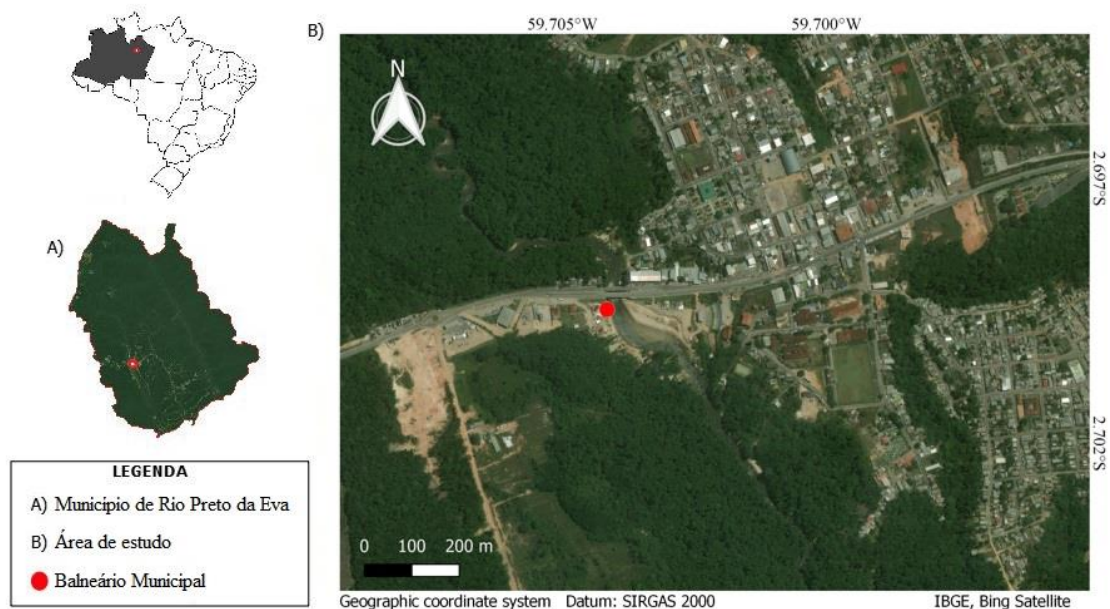 B)
59.705°W
59.700°W
N
2.697°S
A)
2.702°S
LEGENDA
A) Município de Rio Preto da Eva
B) Área de estudo
Balneário Municipal
0 100 200 m
Geographic coordinate system Datum: SIRGAS 2000 IBGE, Bing Satellite